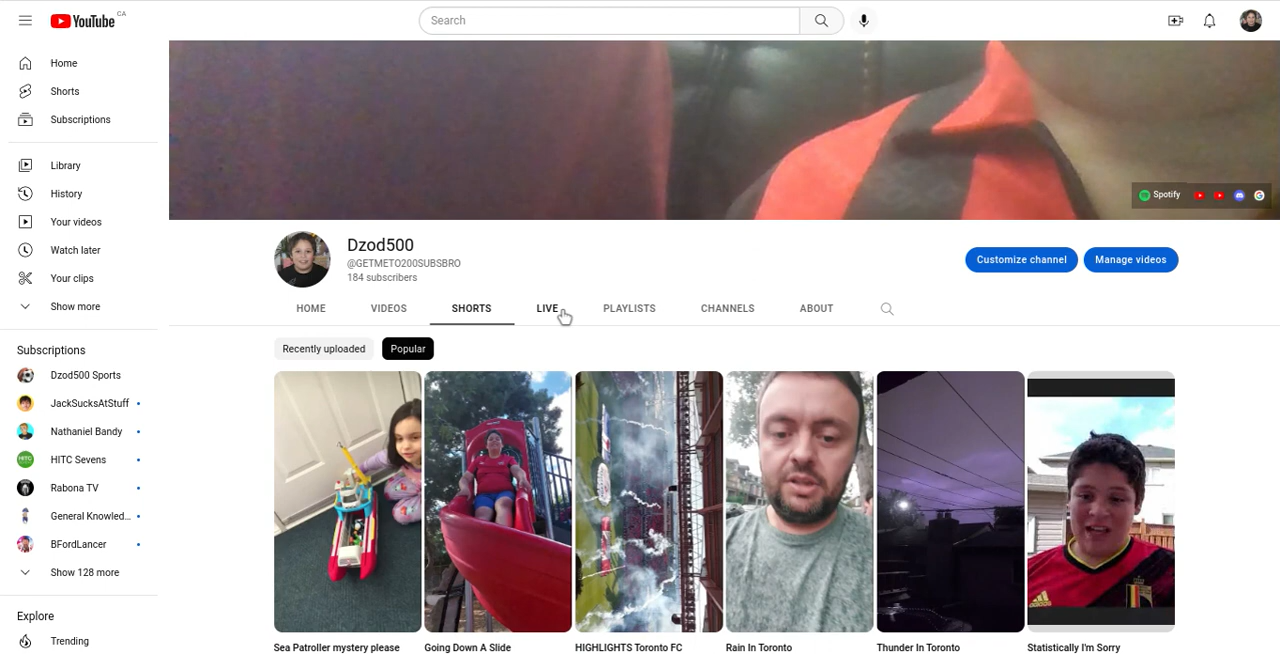 YouTube CA
Search
Home
Shorts
Subscriptions
Library
History
Your videos
Watch later
Your clips
Show more
Subscriptions
Dzod500 Sports
JackSucksAtStuff
Nathaniel Bandy
HITC Sevens
Rabona TV
General Knowled...
BFordLancer
Show 128 more
Explore
Trending
Spotify
Dzod500
@GETMETO200SUBSBRO
184 subscribers
Customize channel
Manage videos
HOME VIDEOS SHORTS LIVE PLAYLISTS CHANNELS ABOUT
Recently uploaded Popular
Sea Patroller mystery please
Going Down A Slide
HIGHLIGHTS Toronto FC
Rain In Toronto
Thunder In Toronto
Statistically I'm Sorry